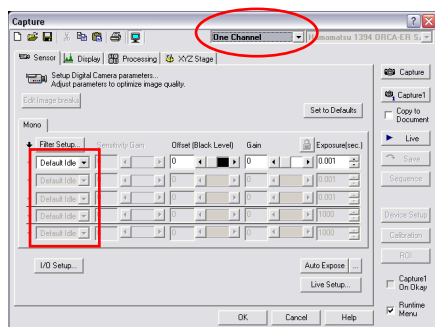 Capture
One Channel Hamamatsu 1394 ORCA-ER S.
Sensor Display Processing XYZ Stage
Setup Digital Camera parameters...
Adjust parameters to optimize image quality.
Edit Image breaks
Set to Defaults
Mono
Filter Setup... Sensitivity Gain Offset (Black Level) Gain Exposure(sec.)
Default Idle 0 0 0.001
Default Idle 0 0 0.001
Default Idle 0 0 0.001
Default Idle 0 0 1000
Default Idle 0 0 1000
I/O Setup...
Auto Expose ...
Live Setup...
OK Cancel Help
Capture
Capture1
Copy to
Document
Live
Save
Sequence
Device Setup
Calibration
ROI
Capture1
On Okay
Runtime
Menu